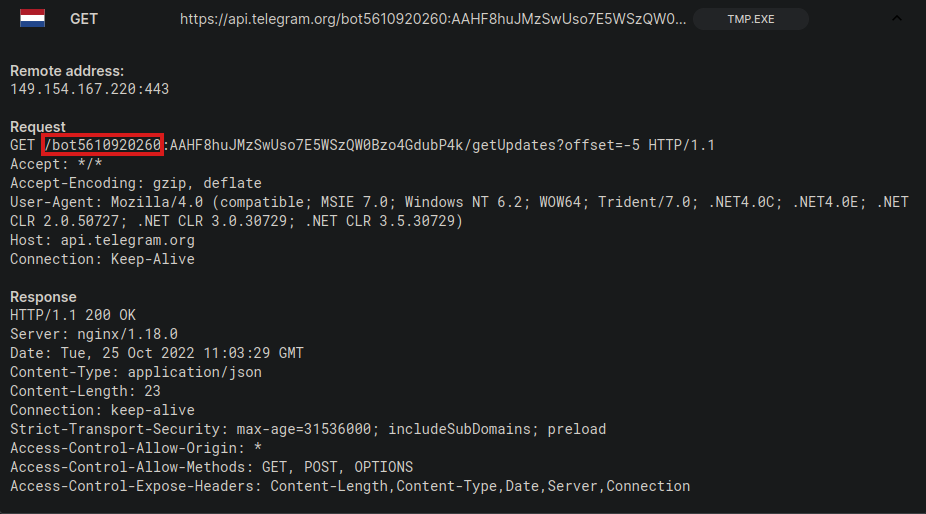 GET https://api.telegram.org/bot5610920260:AAHF8huJMzSwUso7E5WSzQW0... TMP.EXE
Remote address:
149.154.167.220:443
Request
GET /bot5610920260:AAHF8huJMzSwUso7E5WSzQW0Bzo4GdubP4k/getUpdates?offset=-5 HTTP/1.1
Accept: */*
Accept-Encoding: gzip, deflate
User-Agent: Mozilla/4.0 (compatible; MSIE 7.0; Windows NT 6.2; WOW64; Trident/7.0; .NET4.0C; .NET4.0E; .NET
CLR 2.0.50727; .NET CLR 3.0.30729; .NET CLR 3.5.30729)
Host: api.telegram.org
Connection: Keep-Alive
Response
HTTP/1.1 200 OK
Server: nginx/1.18.0
Date: Tue, 25 Oct 2022 11:03:29 GMT
Content-Type: application/json
Content-Length: 23
Connection: keep-alive
Strict-Transport-Security: max-age=31536000; includeSubDomains; preload
Access-Control-Allow-Origin: *
Access-Control-Allow-Methods: GET, POST, OPTIONS
Access-Control-Expose-Headers: Content-Length,Content-Type,Date,Server,Connection